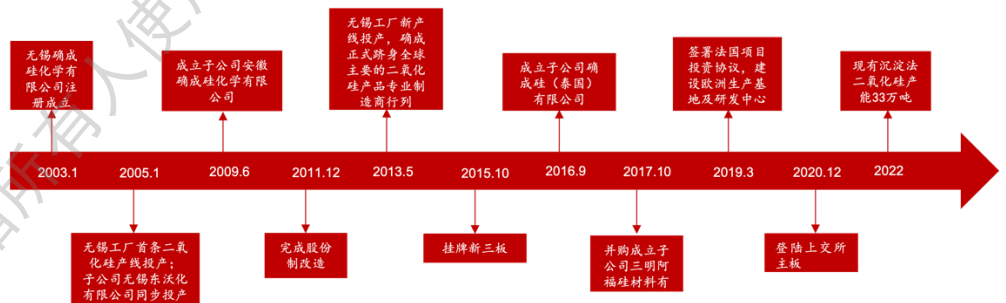 无锡确成
硅化学有
限公司注
册成立
成立子公司安徽
确成硅化学有限
公司
无锡工厂新产
线投产，确成
正式跻身全球
主要的二氧化
硅产品专业制
造商行列
成立子公司确
成硅（泰国）
有限公司
签署法国项目
投资协议，建
设欧洲生产基
地及研发中心
现有沉淀法
二氧化硅产
能33万吨
2003.1
2005.1
2009.6
2011.12
2013.5
2015.10
2016.9
2017.10
2019.3
2020.12
2022
无锡工厂首条二氧
化硅产线投产；
子公司无锡东沃化
有限公司同步投产
完成股份
制改造
挂牌新三板
并购成立子
公司三明阿
福硅材料有
登陆上交所
主板
所有人使